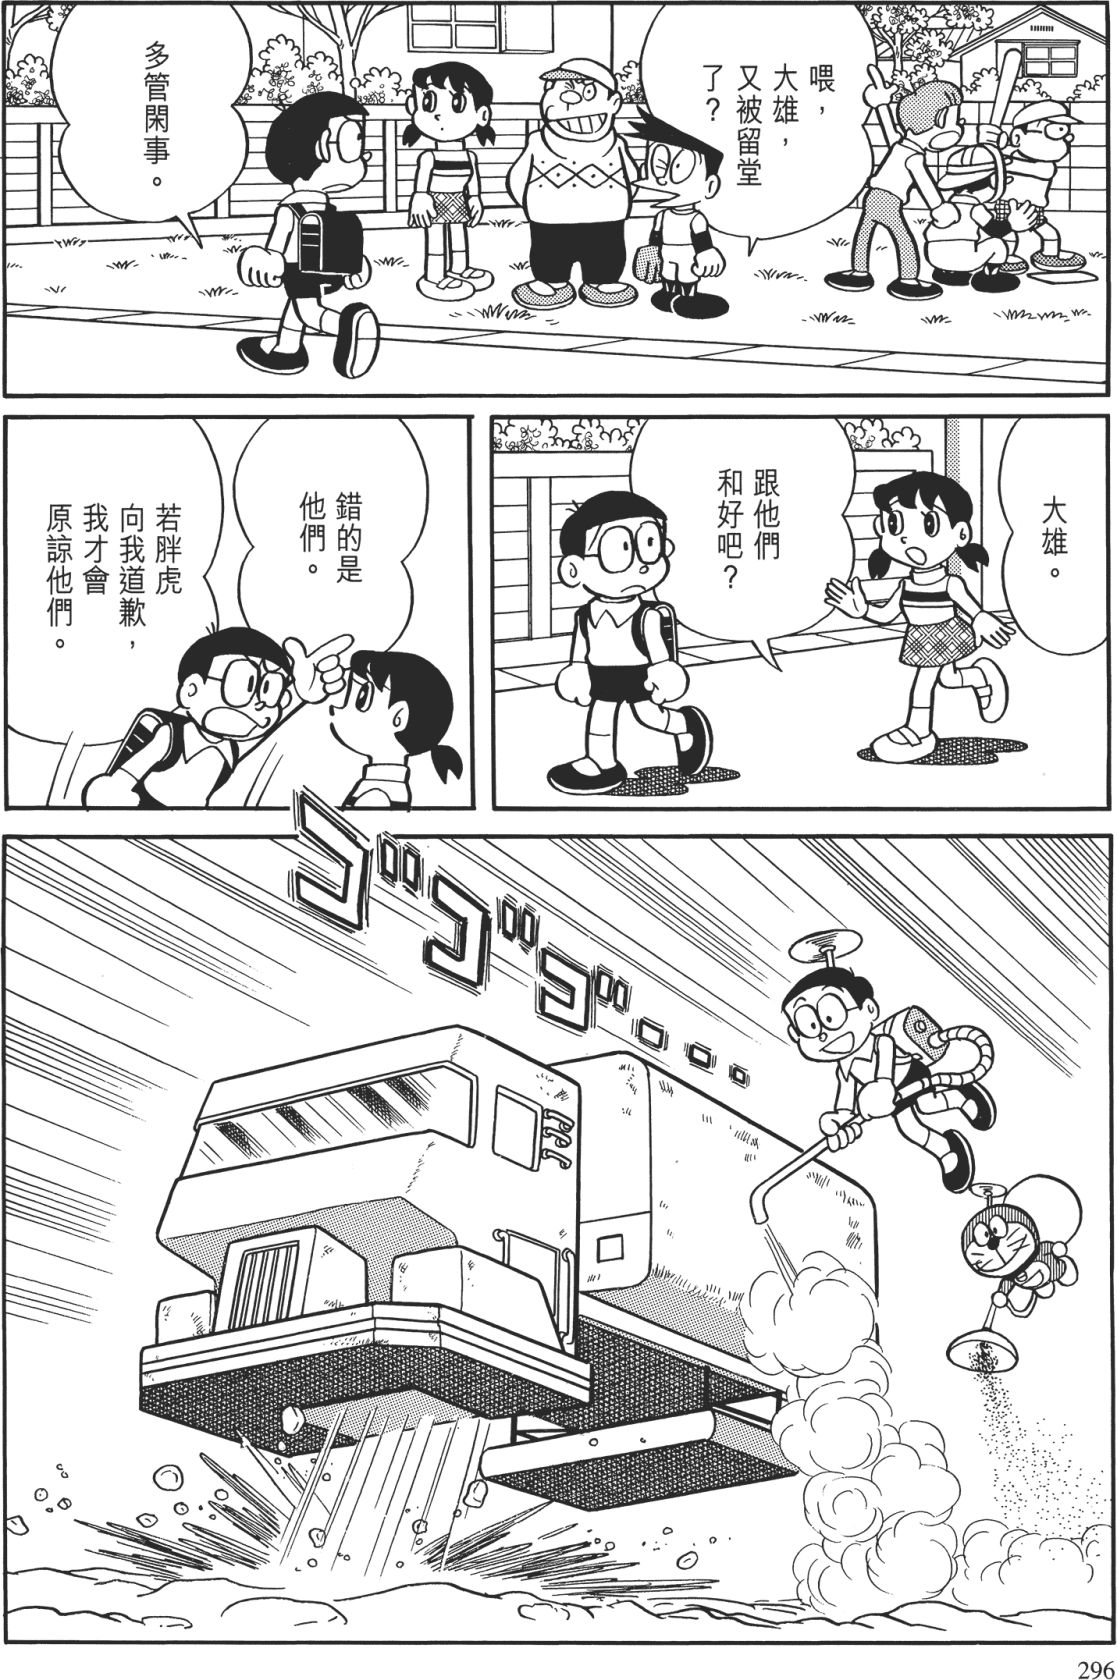 喂，
大雄，
又被留堂
了？
多管閑事。
大雄。
跟他們
和好吧？
錯的是
他們。
若胖虎
向我道歉，
我才會
原諒他們。
ゴゴゴ
296